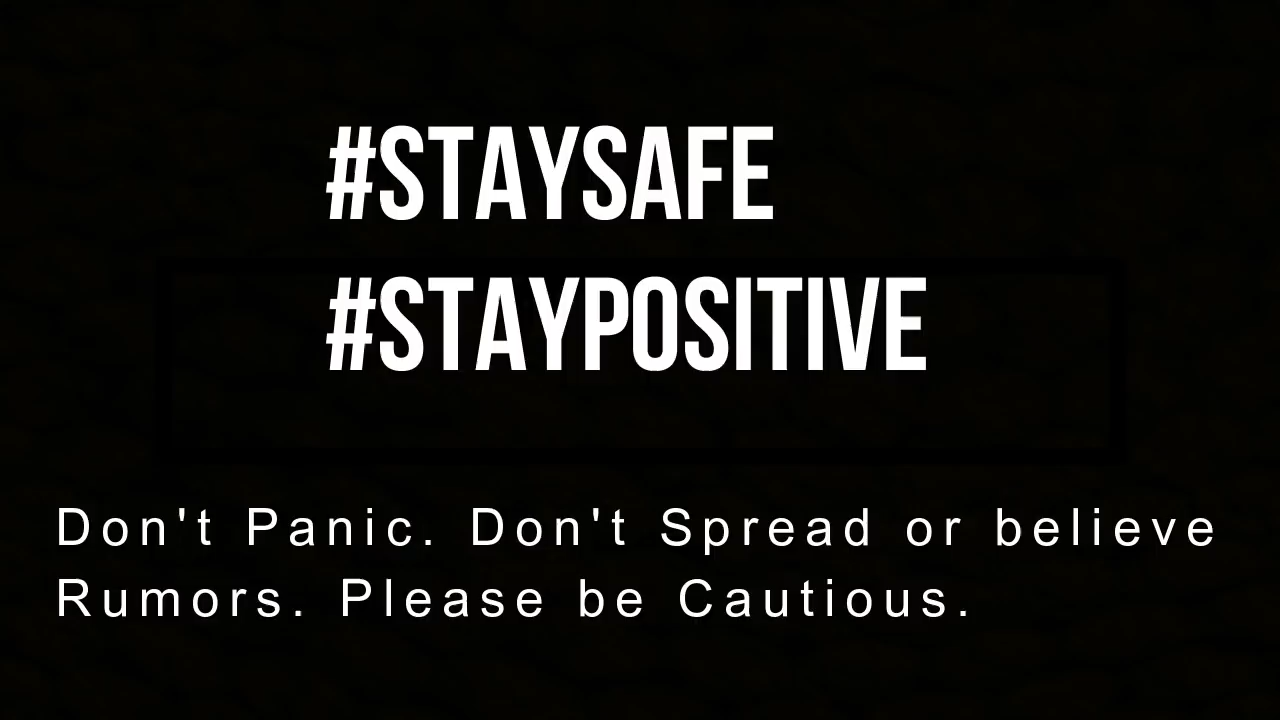 #STAYSAFE
#STAYPOSITIVE
Don't Panic. Don't Spread or believe
Rumors. Please be Cautious.